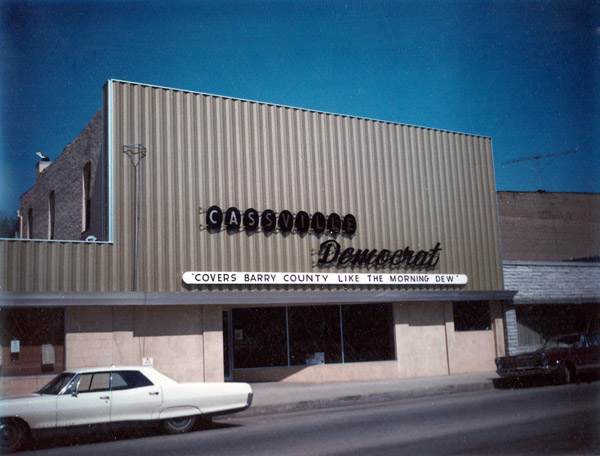 CASSVILLE
Democrat
"COVERS BARRY COUNTY LIKE THE MORNING DEW"